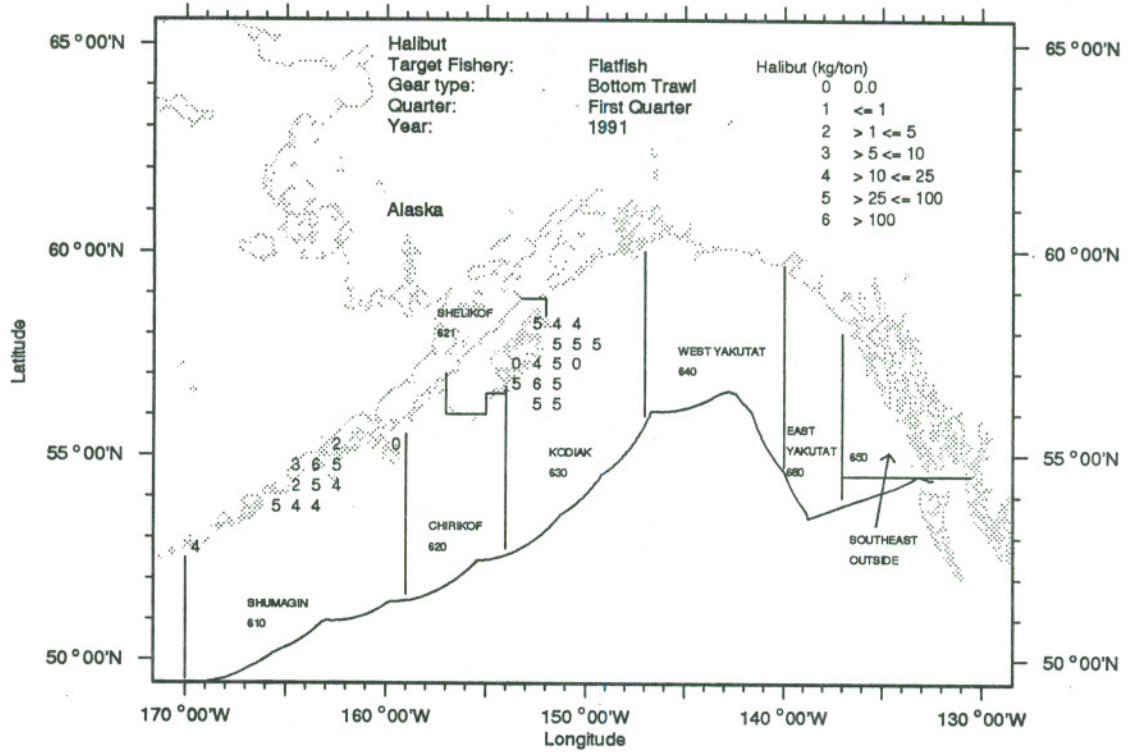 65 °00'N
65 °00'N
Halibut
Target Fishery: Flatfish
Gear type: Bottom Trawl
Quarter: First Quarter
Year: 1991
Halibut (kg/ton)
0 0.0
1 <= 1
2 > 1 <= 5
3 > 5 <= 10
4 > 10 <= 25
5 > 25 <= 100
6 > 100
Alaska
60 °00'N
60 °00'N
SHELIKOF
621
5 4 4
5 5 5
0 4 5 0
5 6 5
5 5
WEST YAKUTAT
640
Latitude
55 °00'N
55 °00'N
2 0
3 6 5
2 5 4
5 4 4
4
KODIAK
630
EAST
YAKUTAT
680
650
CHIRIKOF
620
SOUTHEAST
OUTSIDE
SHUMAGIN
610
50 °00'N
50 °00'N
170 °00'W
160 °00'W
150 °00'W
140 °00'W
130 °00'W
Longitude